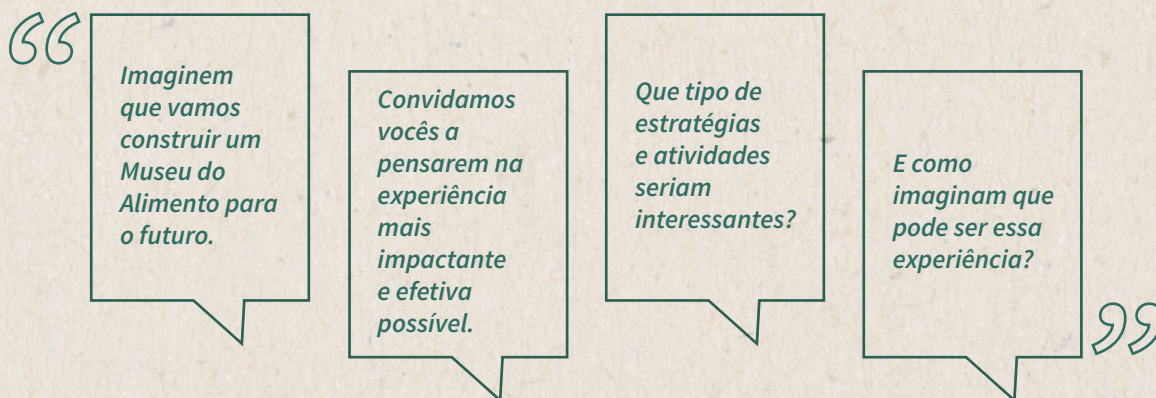 “
Imaginem
que vamos
construir um
Museu do
Alimento para
o futuro.
Convidamos
vocês a
pensarem na
experiência
mais
impactante
e efetiva
possível.
Que tipo de
estratégias
e atividades
seriam
interessantes?
E como
imaginam que
pode ser essa
experiência?
”